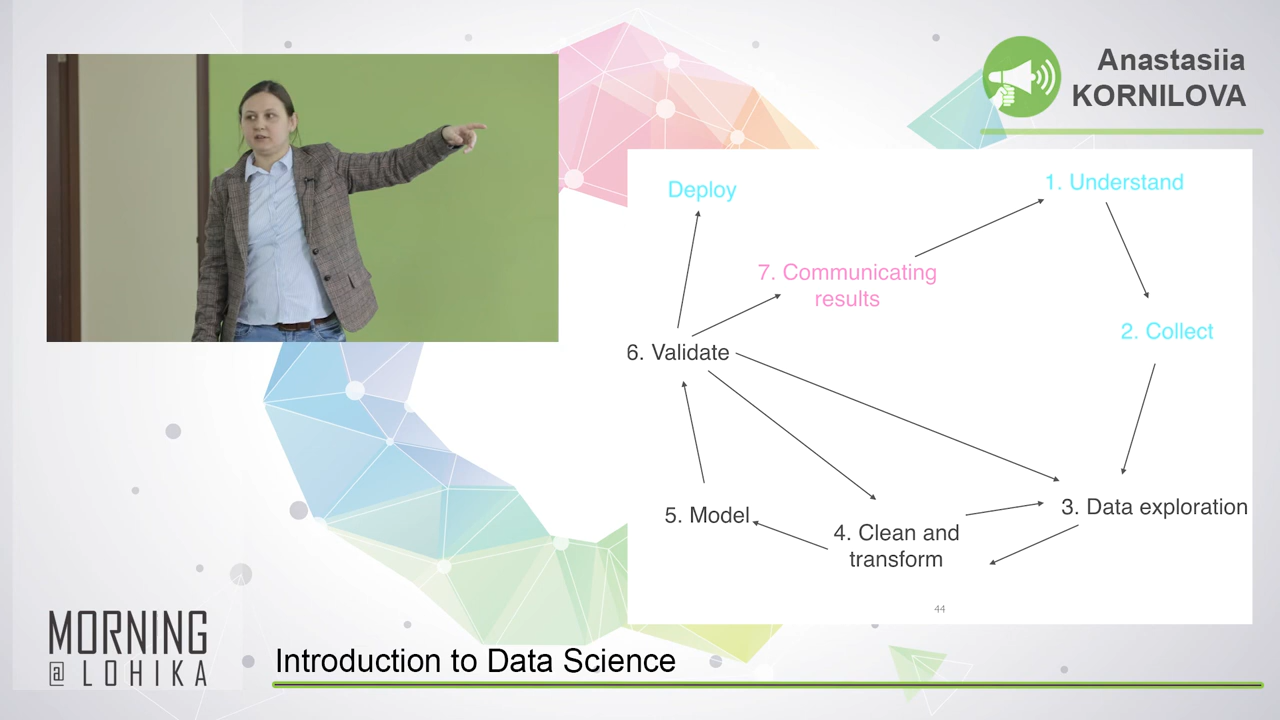 Anastasiia
KORNILOVA
Deploy
1. Understand
7. Communicating
results
2. Collect
6. Validate
5. Model
4. Clean and
transform
3. Data exploration
44
MORNING
@ LOHIKA
Introduction to Data Science